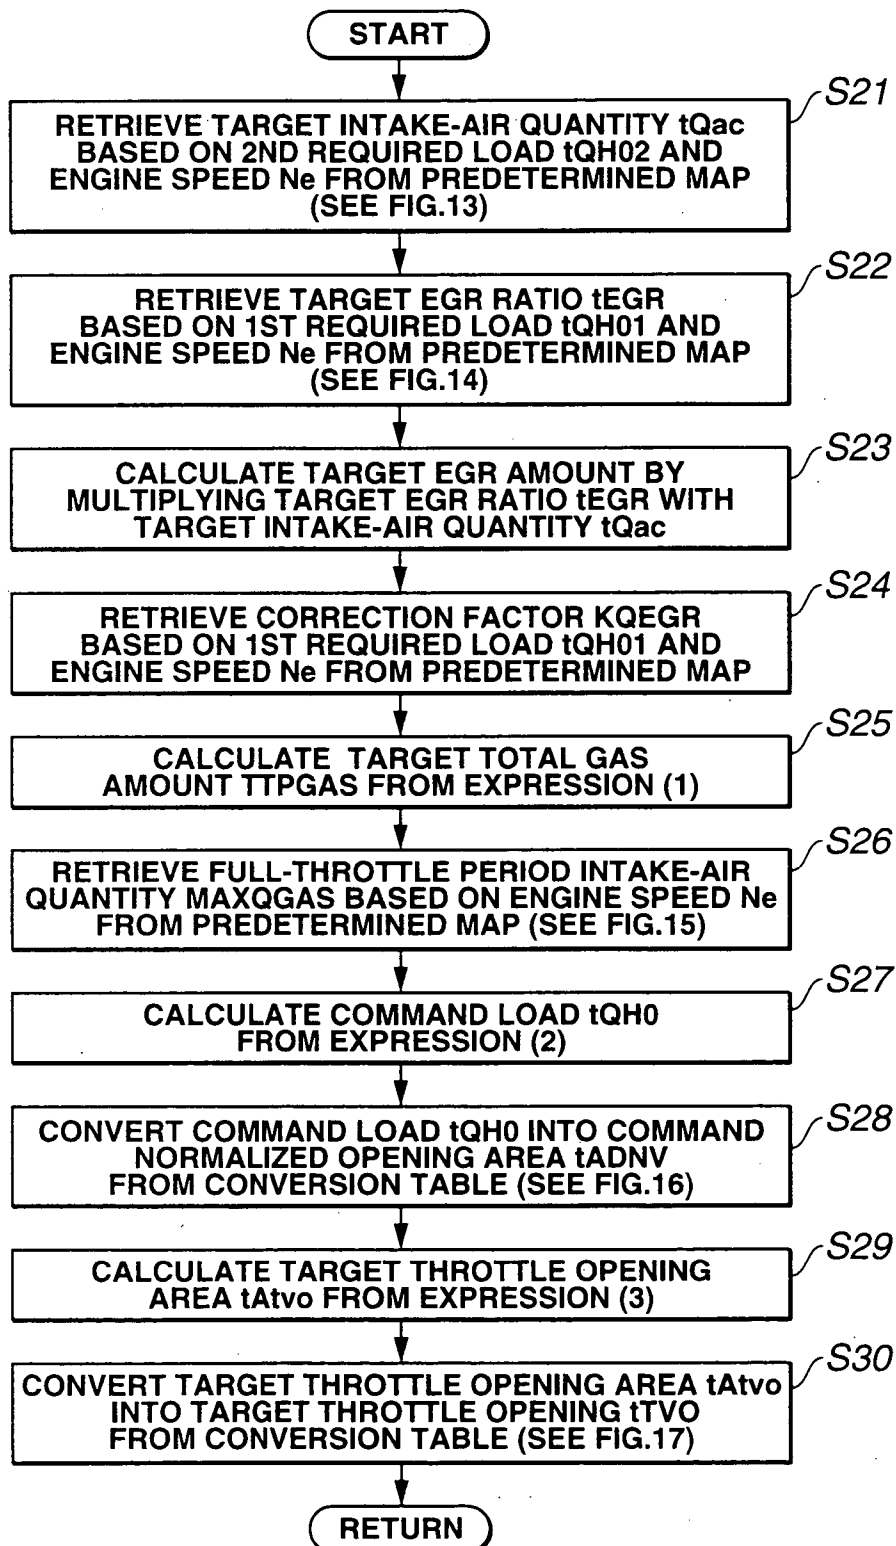 START
S21
RETRIEVE TARGET INTAKE-AIR QUANTITY tQac
BASED ON 2ND REQUIRED LOAD tQH02 AND
ENGINE SPEED Ne FROM PREDETERMINED MAP
(SEE FIG.13)
S22
RETRIEVE TARGET EGR RATIO tEGR
BASED ON 1ST REQUIRED LOAD tQH01 AND
ENGINE SPEED Ne FROM PREDETERMINED MAP
(SEE FIG.14)
S23
CALCULATE TARGET EGR AMOUNT BY
MULTIPLYING TARGET EGR RATIO tEGR WITH
TARGET INTAKE-AIR QUANTITY tQac
S24
RETRIEVE CORRECTION FACTOR KQEGR
BASED ON 1ST REQUIRED LOAD tQH01 AND
ENGINE SPEED Ne FROM PREDETERMINED MAP
S25
CALCULATE TARGET TOTAL GAS
AMOUNT TTPGAS FROM EXPRESSION (1)
S26
RETRIEVE FULL-THROTTLE PERIOD INTAKE-AIR
QUANTITY MAXQGAS BASED ON ENGINE SPEED Ne
FROM PREDETERMINED MAP (SEE FIG.15)
S27
CALCULATE COMMAND LOAD tQH0
FROM EXPRESSION (2)
S28
CONVERT COMMAND LOAD tQH0 INTO COMMAND
NORMALIZED OPENING AREA tADNV
FROM CONVERSION TABLE (SEE FIG.16)
S29
CALCULATE TARGET THROTTLE OPENING
AREA tAtvo FROM EXPRESSION (3)
S30
CONVERT TARGET THROTTLE OPENING AREA tAtvo
INTO TARGET THROTTLE OPENING tTVO
FROM CONVERSION TABLE (SEE FIG.17)
RETURN